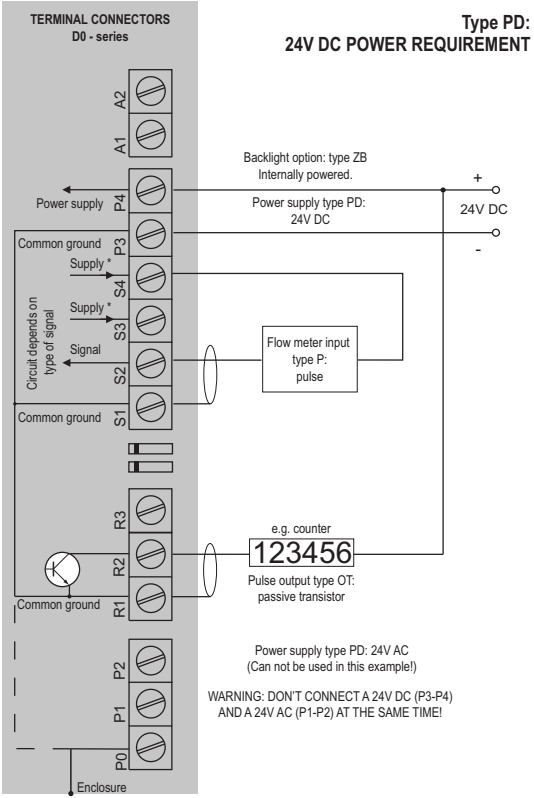 TERMINAL CONNECTORS
D0 - series
Type PD:
24V DC POWER REQUIREMENT
A2
A1
Backlight option: type ZB
Internally powered.
+
P4
Power supply
Power supply type PD:
24V DC
24V DC
P3
Common ground
-
Supply *
S4
Supply *
S3
Circuit depends on
type of signal
Signal
S2
Flow meter input
type P:
pulse
Common ground
S1
R3
e.g. counter
R2
123456
Pulse output type OT:
passive transistor
Common ground
R1
P2
Power supply type PD: 24V AC
(Can not be used in this example!)
P1
WARNING: DON'T CONNECT A 24V DC (P3-P4)
AND A 24V AC (P1-P2) AT THE SAME TIME!
P0
Enclosure